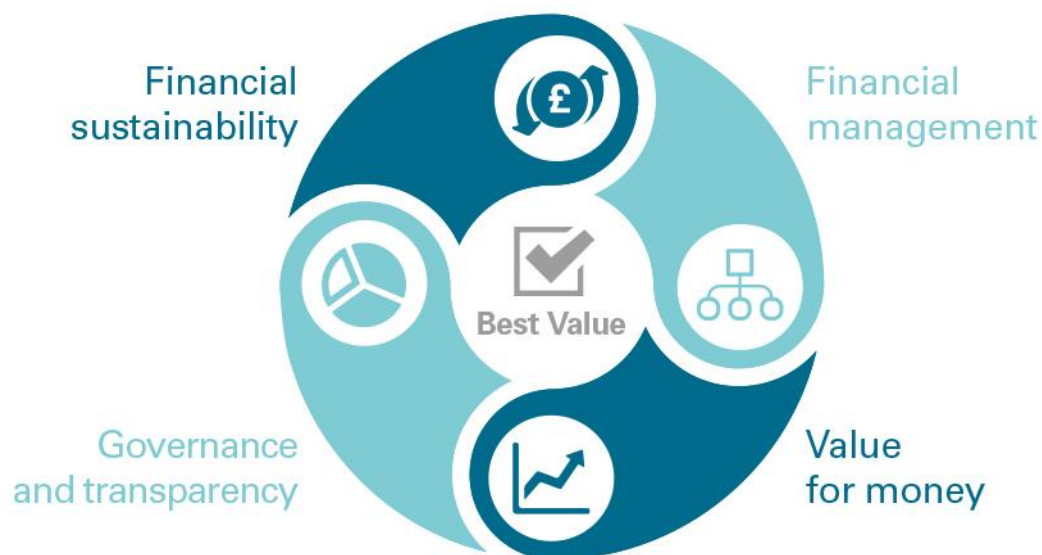 Financial
sustainability
Financial
management
£
Best Value
Governance
and transparency
Value
for money